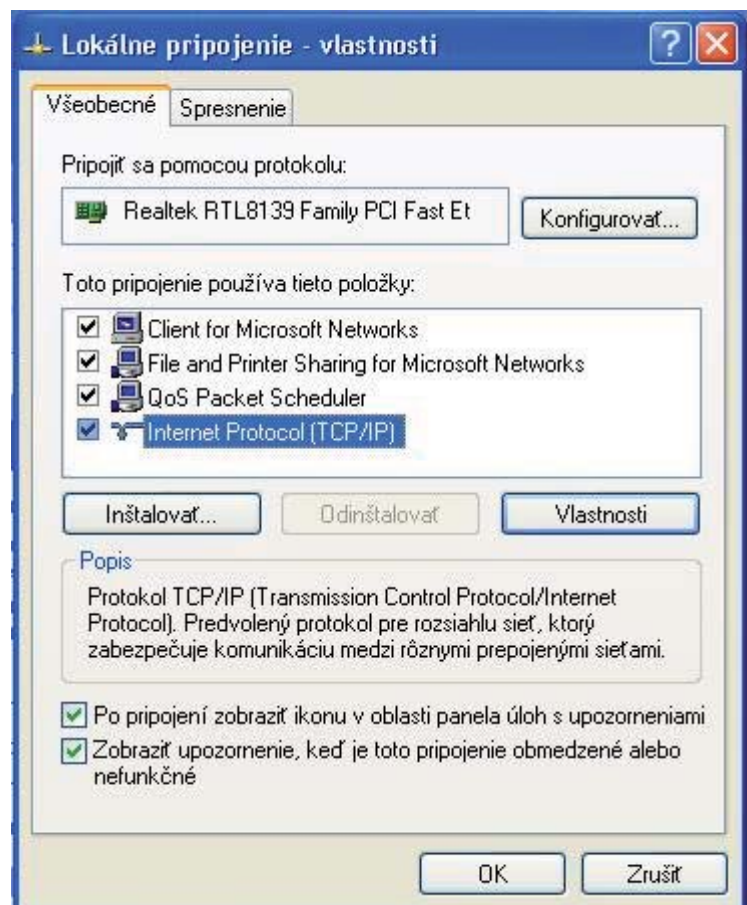 Lokálne pripojenie - vlastnosti
Všeobecné
Spresnenie
Pripojiť sa pomocou protokolu:
Realtek RTL8139 Family PCI Fast Et
Konfigurovať...
Toto pripojenie používa tieto položky:
Client for Microsoft Networks
File and Printer Sharing for Microsoft Networks
QoS Packet Scheduler
Internet Protocol (TCP/IP)
Inštalovať...
Odinštalovať
Vlastnosti
Popis
Protokol TCP/IP (Transmission Control Protocol/Internet
Protocol). Predvolený protokol pre rozsiahlu sieť, ktorý
zabezpečuje komunikáciu medzi rôznymi prepojenými sieťami.
Po pripojení zobraziť ikonu v oblasti panela úloh s upozorneniami
Zobraziť upozornenie, keď je toto pripojenie obmedzené alebo
nefunkčné
OK
Zrušiť